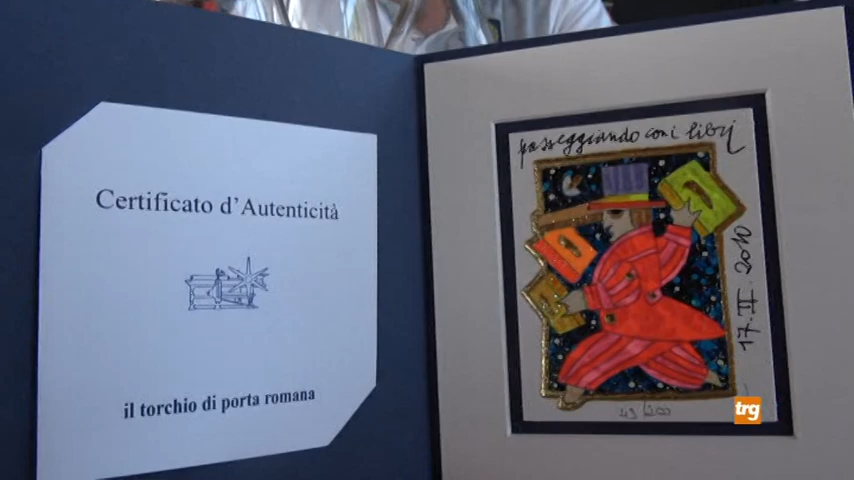 Certificato d'Autenticità
il torchio di porta romana
passeggiando con i libri
17·II·2010
trg